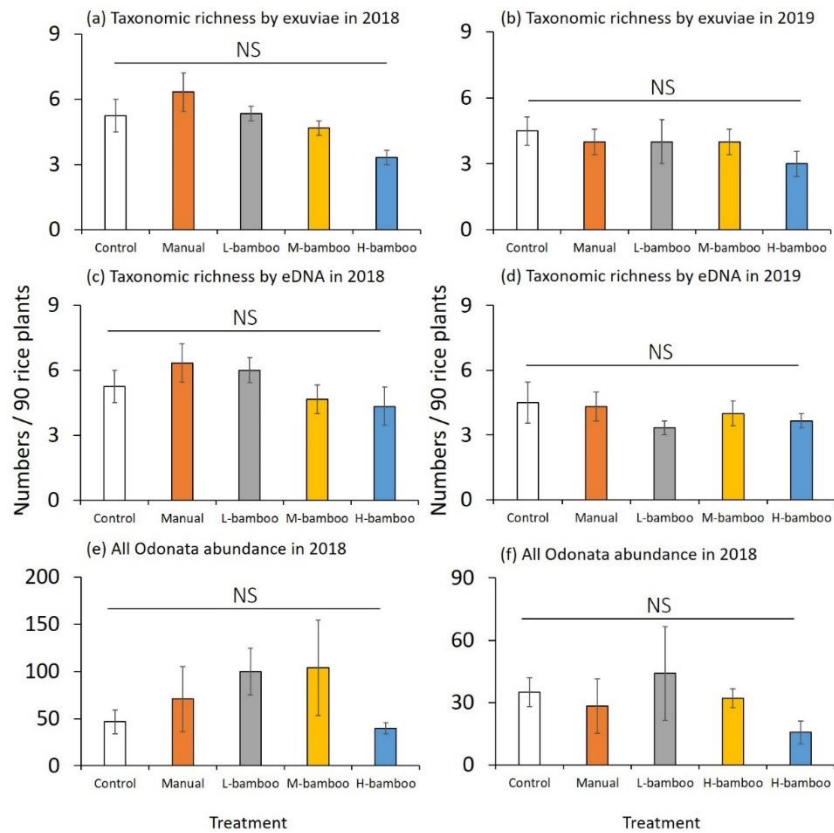 (a) Taxonomic richness by exuviae in 2018
9
NS
6
3
0
Control Manual L-bamboo M-bamboo H-bamboo
(b) Taxonomic richness by exuviae in 2019
9
NS
6
3
0
Control Manual L-bamboo M-bamboo H-bamboo
(c) Taxonomic richness by eDNA in 2018
9
NS
6
3
0
Control Manual L-bamboo M-bamboo H-bamboo
Numbers / 90 rice plants
(d) Taxonomic richness by eDNA in 2019
9
NS
6
3
0
Control Manual L-bamboo M-bamboo H-bamboo
Numbers / 90 rice plants
(e) All Odonata abundance in 2018
200
NS
150
100
50
0
Control Manual L-bamboo M-bamboo H-bamboo
Treatment
(f) All Odonata abundance in 2018
90
NS
60
30
0
Control Manual L-bamboo H-bamboo H-bamboo
Treatment